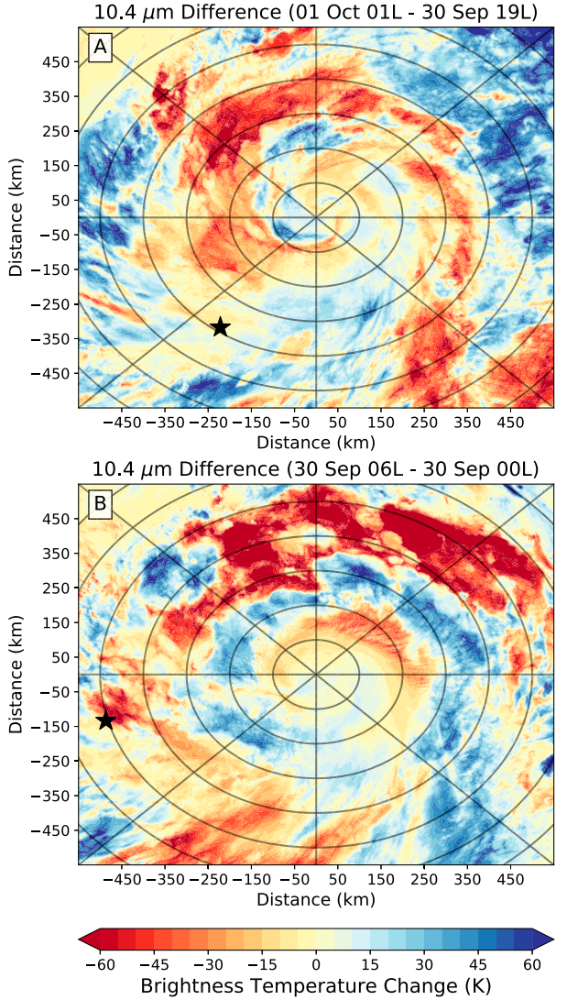 10.4 μm Difference (01 Oct 01L - 30 Sep 19L)
A
450
350
250
150
50
−50
−150
−250
−350
−450
Distance (km)
−450 −350 −250 −150 −50 50 150 250 350 450
Distance (km)
10.4 μm Difference (30 Sep 06L - 30 Sep 00L)
B
450
350
250
150
50
−50
−150
−250
−350
−450
Distance (km)
−450 −350 −250 −150 −50 50 150 250 350 450
Distance (km)
−60 −45 −30 −15 0 15 30 45 60
Brightness Temperature Change (K)